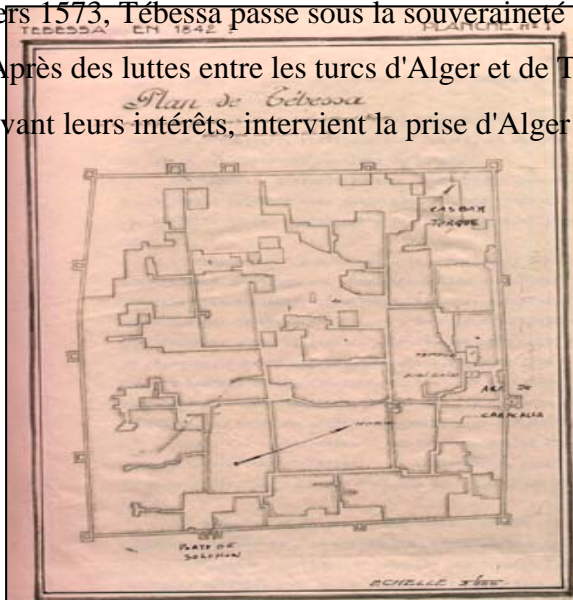 ers 1573, Tébessa passe sous la souveraineté
TEBESSA EN 1842
PLANCHE N° 1
Après des luttes entre les turcs d'Alger et de T
Plan de Tébessa
vant leurs intérêts, intervient la prise d'Alger
CASBAH
TURQUE
TEMPLE
ARC DE
CARACALLA
NORD
PORTE DE
SOLOMON
ECHELLE